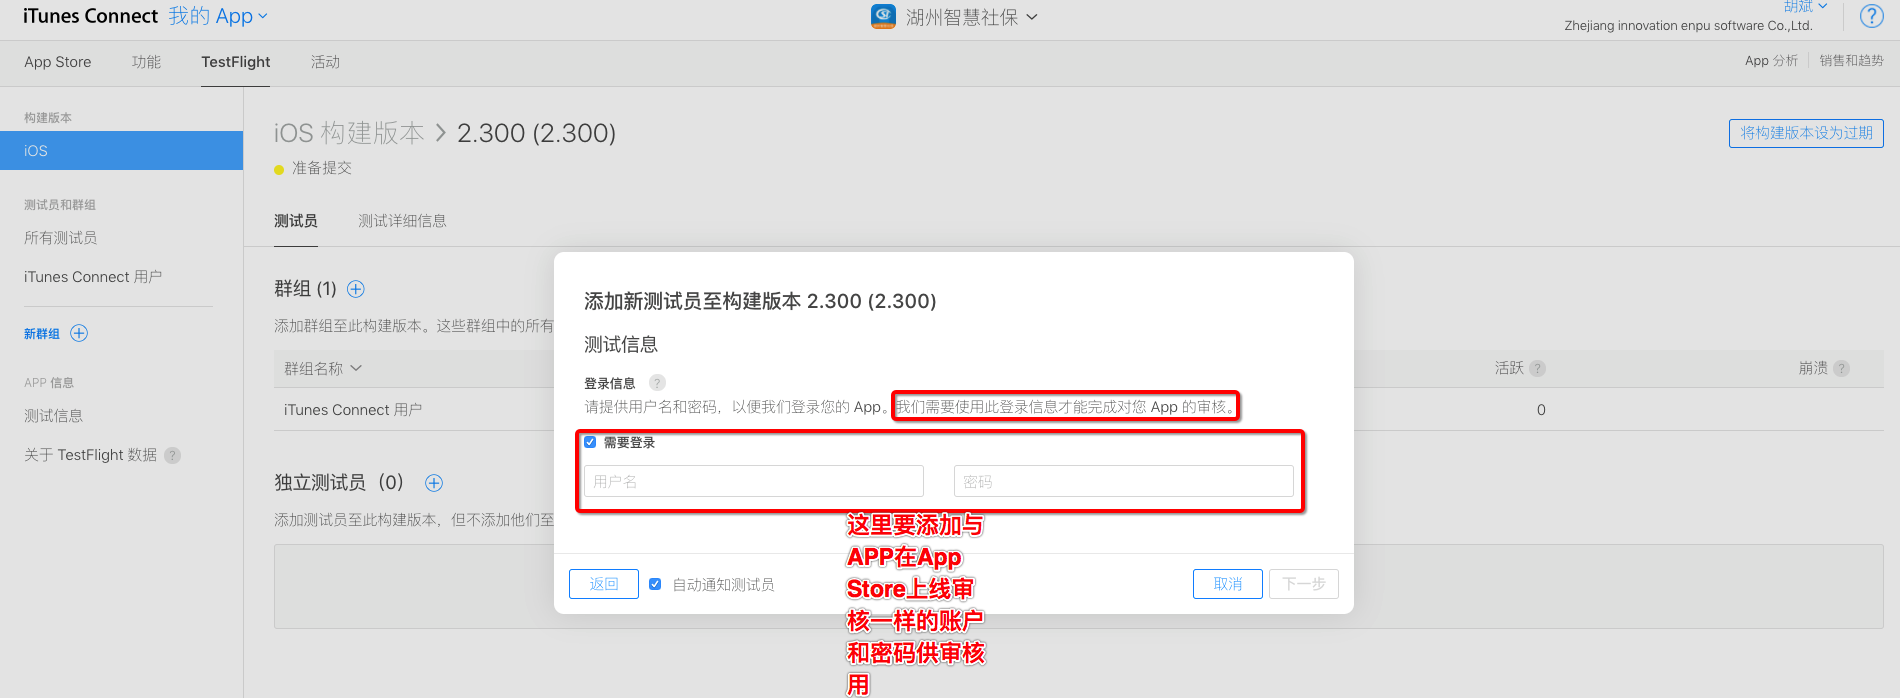 iTunes Connect 我的 App
湖州智慧社保
胡斌
Zhejiang innovation enpu software Co.,Ltd.
?
App Store 功能 TestFlight 活动
App 分析 销售和趋势
构建版本
iOS
测试员和群组
所有测试员
iTunes Connect 用户
新群组
APP 信息
测试信息
关于 TestFlight 数据 ?
iOS 构建版本 > 2.300 (2.300)
将构建版本设为过期
准备提交
测试员 测试详细信息
群组 (1)
添加群组至此构建版本。这些群组中的所有
群组名称
活跃 ?
崩溃 ?
iTunes Connect 用户
0
独立测试员 (0)
添加测试员至此构建版本，但不添加他们至
添加新测试员至构建版本 2.300 (2.300)
测试信息
登录信息 ?
请提供用户名和密码，以便我们登录您的 App。我们需要使用此登录信息才能完成对您 App 的审核。
需要登录
用户名
密码
这里要添加与
APP在App
Store上线审
核一样的账户
和密码供审核
用
返回
自动通知测试员
取消
下一步